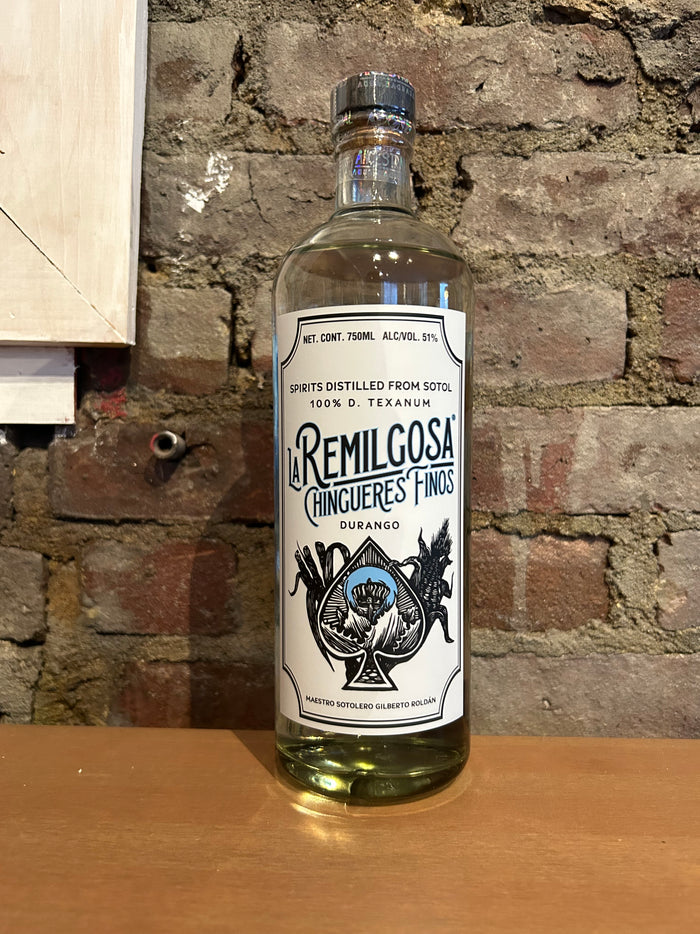 NET. CONT. 750ML ALC/VOL. 51%
SPIRITS DISTILLED FROM SOTOL
100% D. TEXANUM
LA REMILGOSA®
CHINGUERES FINOS
DURANGO
MAESTRO SOTOLERO GILBERTO ROLDÁN